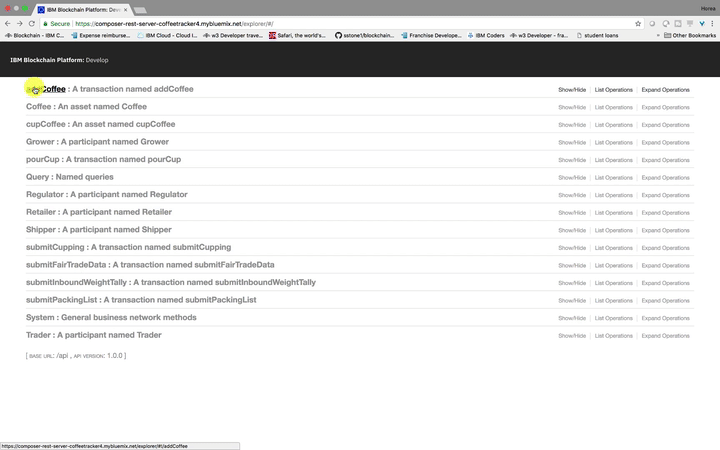 IBM Blockchain Platform: Deve
Horea
Secure https://composer-rest-server-coffeetracker4.mybluemix.net/explorer/#/
Blockchain - IBM C... Expense reimburse... IBM Cloud - Cloud I... w3 Developer trave... Safari, the world's... sstone1/blockchain... Franchise Develope... IBM Coders w3 Developer - fra... student loans » Other Bookmarks
IBM Blockchain Platform: Develop
Coffee : A transaction named addCoffee Show/Hide List Operations Expand Operations
Coffee : An asset named Coffee Show/Hide List Operations Expand Operations
cupCoffee : An asset named cupCoffee Show/Hide List Operations Expand Operations
Grower : A participant named Grower Show/Hide List Operations Expand Operations
pourCup : A transaction named pourCup Show/Hide List Operations Expand Operations
Query : Named queries Show/Hide List Operations Expand Operations
Regulator : A participant named Regulator Show/Hide List Operations Expand Operations
Retailer : A participant named Retailer Show/Hide List Operations Expand Operations
Shipper : A participant named Shipper Show/Hide List Operations Expand Operations
submitCupping : A transaction named submitCupping Show/Hide List Operations Expand Operations
submitFairTradeData : A transaction named submitFairTradeData Show/Hide List Operations Expand Operations
submitInboundWeightTally : A transaction named submitInboundWeightTally Show/Hide List Operations Expand Operations
submitPackingList : A transaction named submitPackingList Show/Hide List Operations Expand Operations
System : General business network methods Show/Hide List Operations Expand Operations
Trader : A participant named Trader Show/Hide List Operations Expand Operations
[ BASE URL: /api , API VERSION: 1.0.0 ]
https://composer-rest-server-coffeetracker4.mybluemix.net/explorer/#!/addCoffee